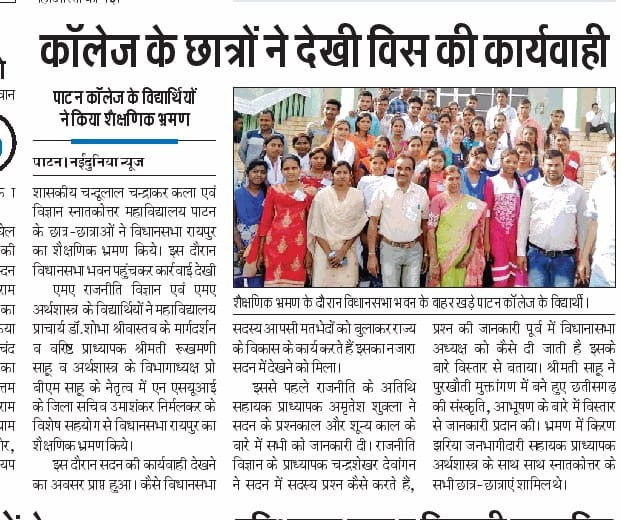 कॉलेज के छात्रों ने देखी विस की कार्यवाही
पाटन कॉलेज के विद्यार्थियों
ने किया शैक्षणिक भ्रमण
पाटन। नईदुनिया न्यूज
शासकीय चन्दूलाल चन्द्राकर कला एवं
विज्ञान स्नातकोत्तर महाविद्यालय पाटन
के छात्र-छात्राओं ने विधानसभा रायपुर
का शैक्षणिक भ्रमण किये। इस दौरान
विधानसभा भवन पहुंचकर कार्रवाई देखी
एमए राजनीति विज्ञान एवं एमए
अर्थशास्त्र के विद्यार्थियों ने महाविद्यालय
प्राचार्य डॉ.शोभा श्रीवास्तव के मार्गदर्शन
व वरिष्ठ प्राध्यापक श्रीमती रूखमणी
साहू व अर्थशास्त्र के विभागाध्यक्ष प्रो
बीएम साहू के नेतृत्व में एन एसयूआई
के जिला सचिव उमाशंकर निर्मलकर के
विशेष सहयोग से विधानसभा रायपुर का
शैक्षणिक भ्रमण किये।
इस दौरान सदन की कार्यवाही देखने
का अवसर प्राप्त हुआ। कैसे विधानसभा
शैक्षणिक भ्रमण के दौरान विधानसभा भवन के बाहर खड़े पाटन कॉलेज के विद्यार्थी।
सदस्य आपसी मतभेदों को बुलाकर राज्य
के विकास के कार्य करते हैं इसका नजारा
सदन में देखने को मिला।
इससे पहले राजनीति के अतिथि
सहायक प्राध्यापक अमृतेश शुक्ला ने
सदन के प्रश्नकाल और शून्य काल के
बारे में सभी को जानकारी दी। राजनीति
विज्ञान के प्राध्यापक चन्द्रशेखर देवांगन
ने सदन में सदस्य प्रश्न कैसे करते है,
प्रश्न की जानकारी पूर्व में विधानासभा
अध्यक्ष को कैसे दी जाती है इसके
बारे विस्तार से बताया। श्रीमती साहू ने
पुरखौती मुक्तांगण में बने हुए छतीसगढ़
की संस्कृति, आभूषण के बारे में विस्तार
से जानकारी प्रदान की। भ्रमण में किरण
झरिया जनभागीदारी सहायक प्राध्यापक
अर्थशास्त्र के साथ साथ स्नातकोत्तर के
सभी छात्र-छात्राएं शामिल थे।